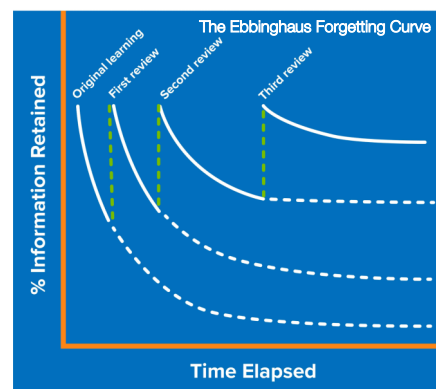 The Ebbinghaus Forgetting Curve
Original learning
First review
Second review
Third review
% Information Retained
Time Elapsed